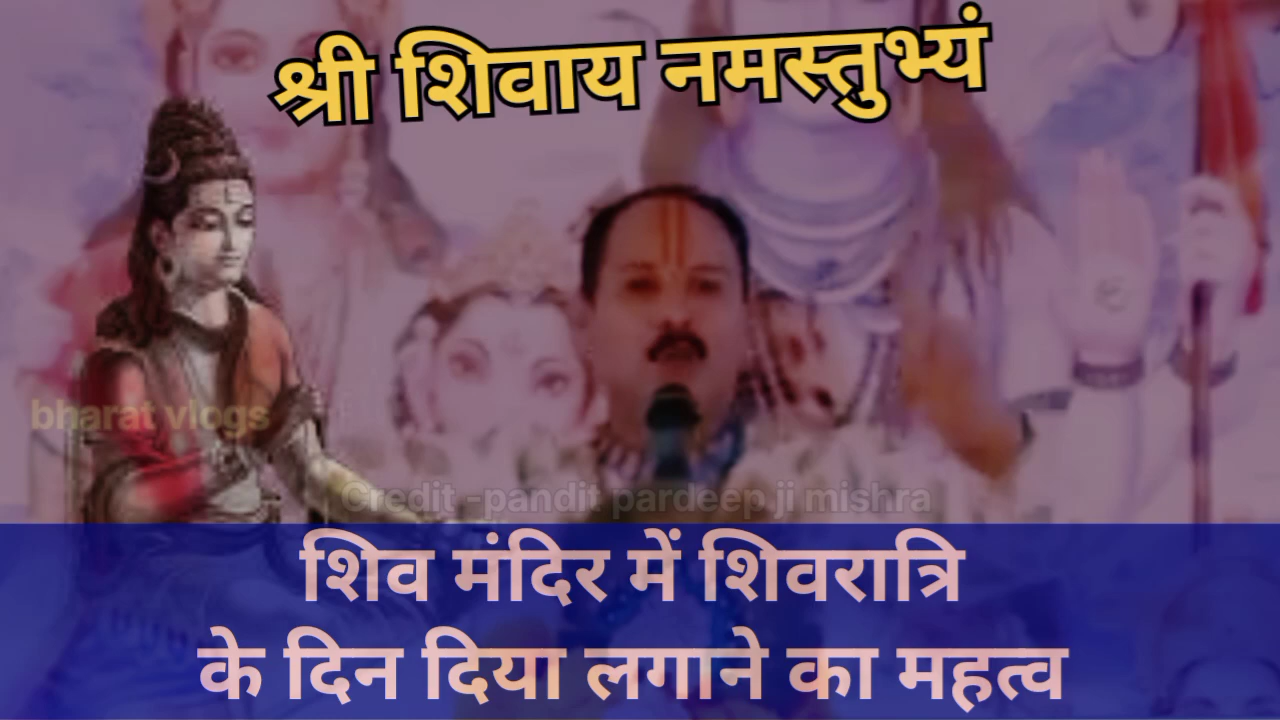 श्री शिवाय नमस्तुभ्यं
bharat vlogs
Credit -pandit pardeep ji mishra
शिव मंदिर में शिवरात्रि
के दिन दिया लगाने का महत्व